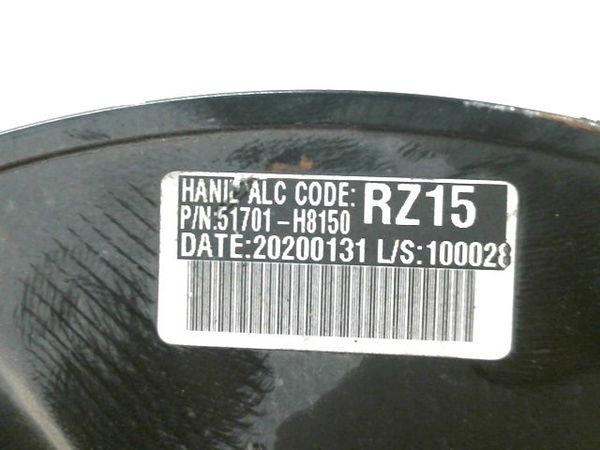 HANIL ALC CODE: RZ15
P/N:51701-H8150
DATE:20200131 L/S:100028